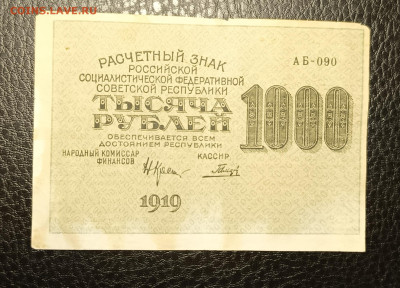 coins.lave.ru
РАСЧЕТНЫЙ ЗНАК
РОССИЙСКОЙ
СОЦИАЛИСТИЧЕСКОЙ ФЕДЕРАТИВНОЙ
СОВЕТСКОЙ РЕСПУБЛИКИ
ТЫСЯЧА
РУБЛЕЙ
ОБЕСПЕЧИВАЕТСЯ ВСЕМ
ДОСТОЯНИЕМ РЕСПУБЛИКИ
НАРОДНЫЙ КОМИССАР
ФИНАНСОВ
КАССИР
1919
АБ-090
1000